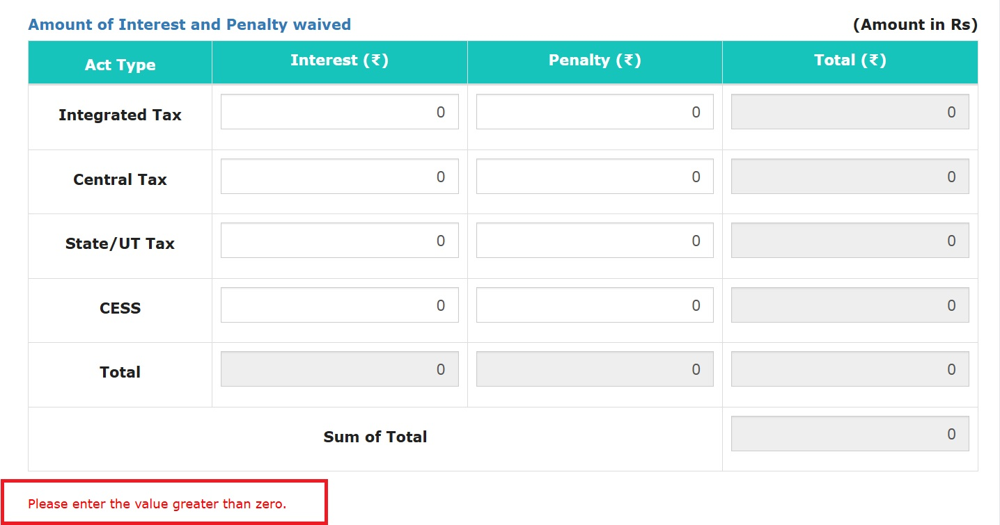 Amount of Interest and Penalty waived (Amount in Rs)
Act Type Interest (₹) Penalty (₹) Total (₹)
Integrated Tax 0 0 0
Central Tax 0 0 0
State/UT Tax 0 0 0
CESS 0 0 0
Total 0 0 0
Sum of Total 0
Please enter the value greater than zero.